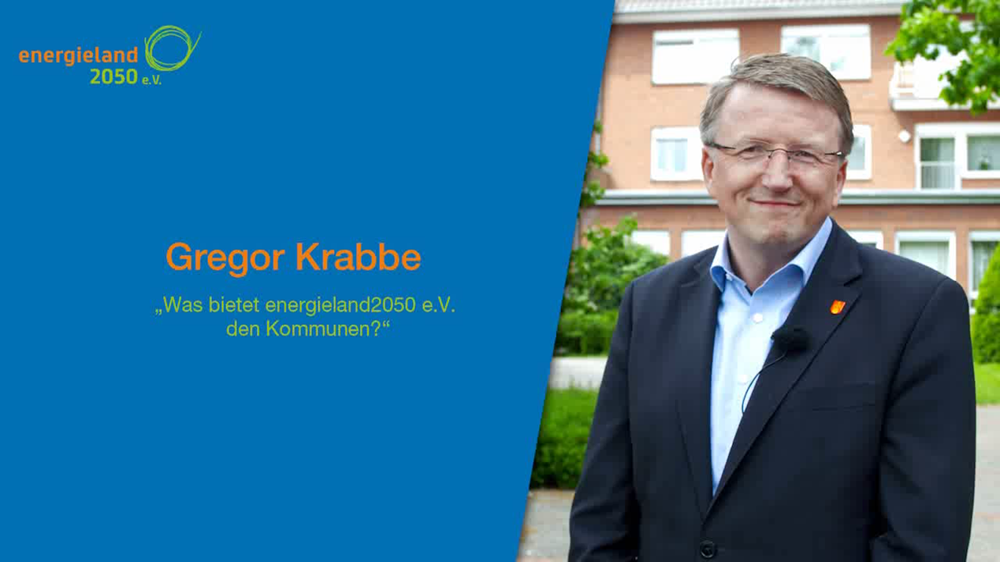 energieland
2050 e.V.
Gregor Krabbe
„Was bietet energieland2050 e.V.
den Kommunen?“